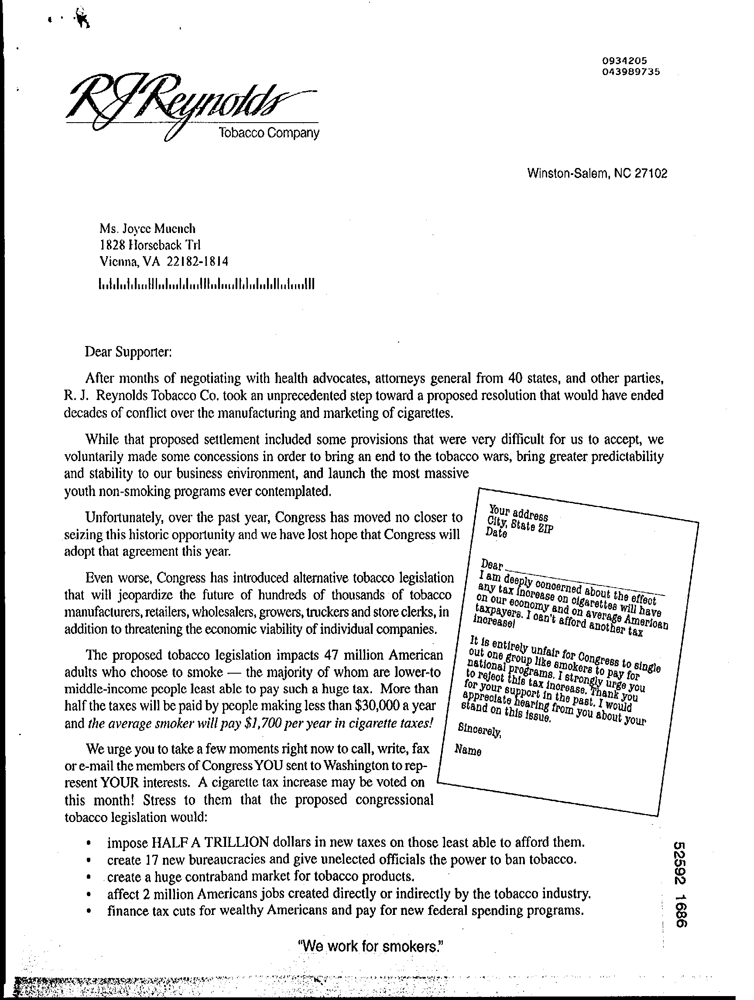 0934205
043989735
RJReynolds
Tobacco Company
Winston-Salem, NC 27102
Ms. Joyce Muench
1828 Horseback Trl
Vienna, VA 22182-1814
Dear Supporter:
After months of negotiating with health advocates, attorneys general from 40 states, and other parties,
R. J. Reynolds Tobacco Co. took an unprecedented step toward a proposed resolution that would have ended
decades of conflict over the manufacturing and marketing of cigarettes.
While that proposed settlement included some provisions that were very difficult for us to accept, we
voluntarily made some concessions in order to bring an end to the tobacco wars, bring greater predictability
and stability to our business environment, and launch the most massive
youth non-smoking programs ever contemplated.
Unfortunately, over the past year, Congress has moved no closer to
seizing this historic opportunity and we have lost hope that Congress will
adopt that agreement this year.
Even worse, Congress has introduced alternative tobacco legislation
that will jeopardize the future of hundreds of thousands of tobacco
manufacturers, retailers, wholesalers, growers, truckers and store clerks, in
addition to threatening the economic viability of individual companies.
The proposed tobacco legislation impacts 47 million American
adults who choose to smoke — the majority of whom are lower-to
middle-income people least able to pay such a huge tax. More than
half the taxes will be paid by people making less than $30,000 a year
and the average smoker will pay $1,700 per year in cigarette taxes!
We urge you to take a few moments right now to call, write, fax
or e-mail the members of Congress YOU sent to Washington to rep-
resent YOUR interests. A cigarette tax increase may be voted on
this month! Stress to them that the proposed congressional
tobacco legislation would:
• impose HALF A TRILLION dollars in new taxes on those least able to afford them.
• create 17 new bureaucracies and give unelected officials the power to ban tobacco.
• create a huge contraband market for tobacco products.
• affect 2 million Americans jobs created directly or indirectly by the tobacco industry.
• finance tax cuts for wealthy Americans and pay for new federal spending programs.
Your address
City, State ZIP
Date
Dear
I am deeply concerned about the effect
any tax increase on cigarettes will have
on our economy and on average American
taxpayers. I can't afford another tax
increase!
It is entirely unfair for Congress to single
out one group like smokers to pay for
national programs. I strongly urge you
to reject this tax increase. Thank you
for your support in the past. I would
appreciate hearing from you about your
stand on this issue.
Sincerely,
Name
"We work for smokers."
52592 1686